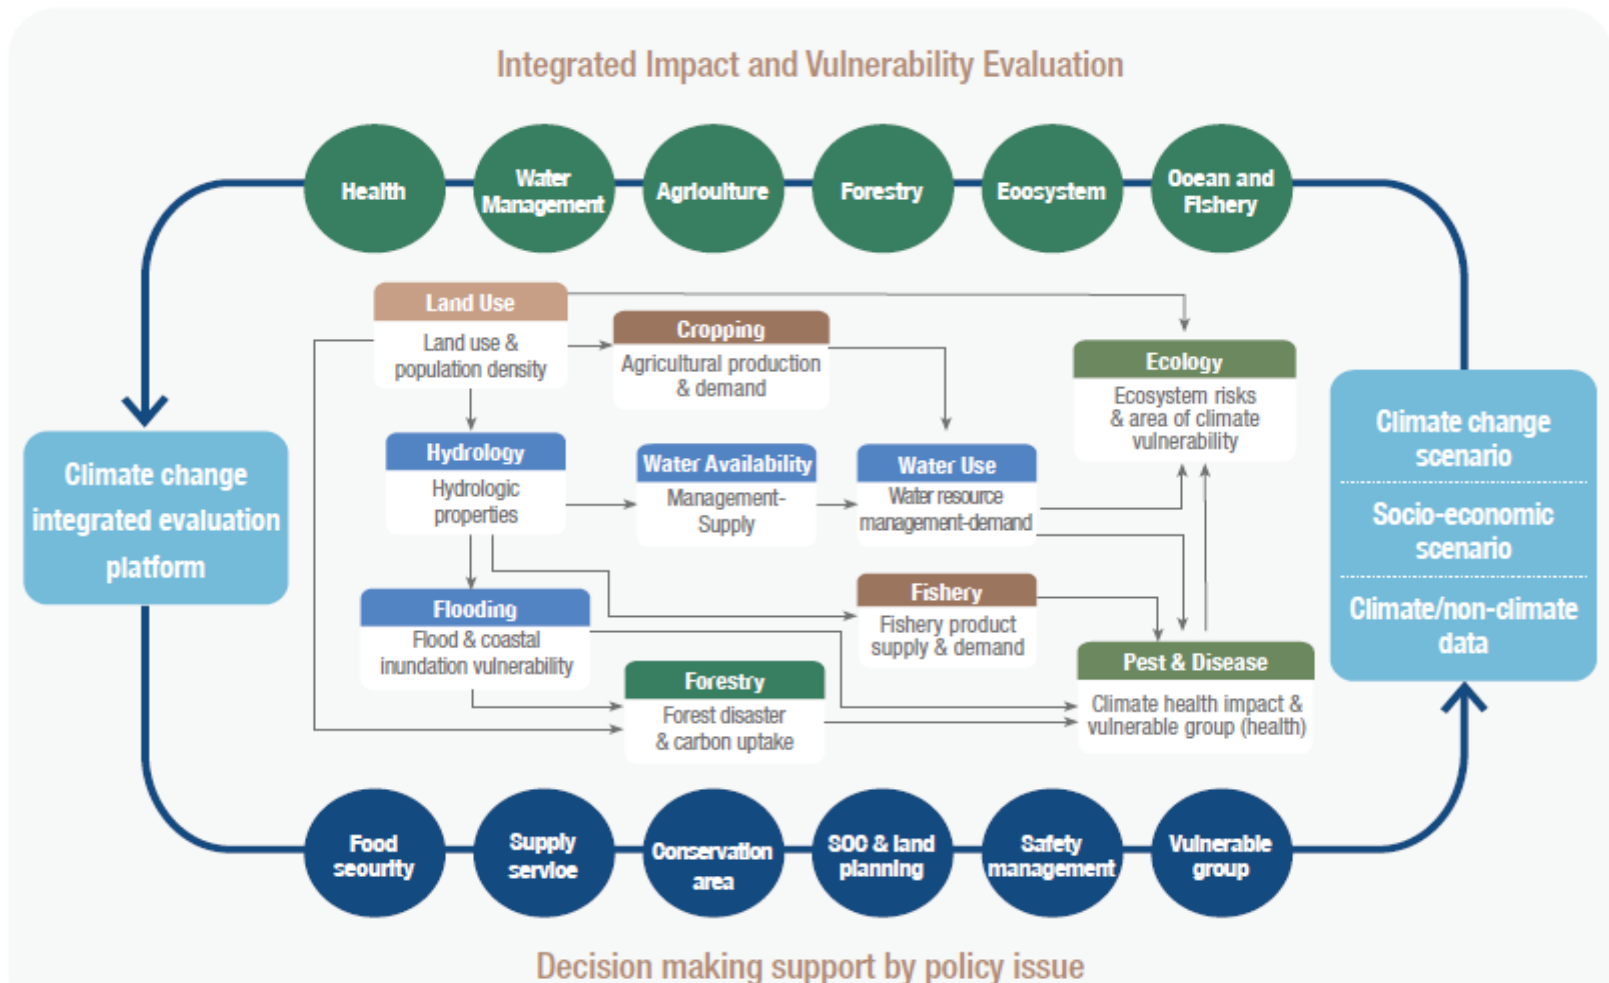 Integrated Impact and Vulnerability Evaluation
Health
Water
Management
Agriculture
Forestry
Ecosystem
Ocean and
Fishery
Land Use
Land use &
population density
Cropping
Agricultural production
& demand
Ecology
Ecosystem risks
& area of climate
vulnerability
Hydrology
Hydrologic
properties
Water Availability
Management-
Supply
Water Use
Water resource
management-demand
Climate change
integrated evaluation
platform
Climate change
scenario
Socio-economic
scenario
Climate/non-climate
data
Flooding
Flood & coastal
inundation vulnerability
Fishery
Fishery product
supply & demand
Forestry
Forest disaster
& carbon uptake
Pest & Disease
Climate health impact &
vulnerable group (health)
Food
security
Supply
service
Conservation
area
SOC & land
planning
Safety
management
Vulnerable
group
Decision making support by policy issue